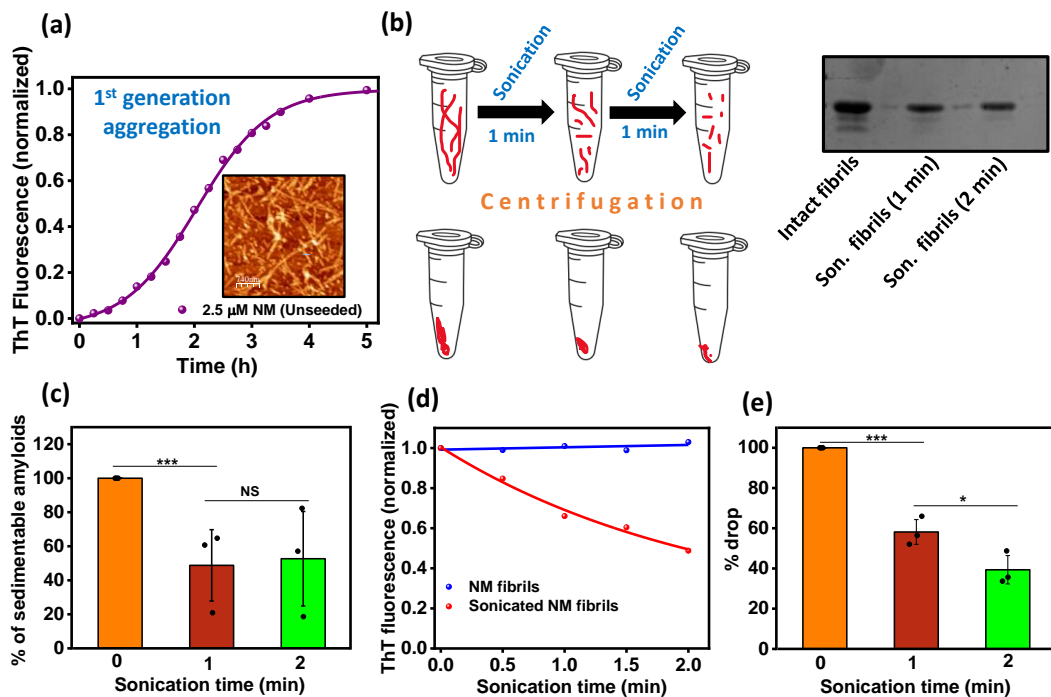 (a)
ThT Fluorescence (normalized)
1.0
0.8
0.6
0.4
0.2
0.0
1st generation
aggregation
740nm
2.5 µM NM (Unseeded)
0 1 2 3 4 5
Time (h)
(b)
Sonication
1 min
Sonication
1 min
Centrifugation
Intact fibrils
Son. fibrils (1 min)
Son. fibrils (2 min)
(c)
% of sedimentable amyloids
120
100
80
60
40
20
0
***
NS
0 1 2
Sonication time (min)
(d)
ThT fluorescence (normalized)
1.0
0.8
0.6
0.4
0.2
0.0
NM fibrils
Sonicated NM fibrils
0.0 0.5 1.0 1.5 2.0
Sonication time (min)
(e)
% drop
100
80
60
40
20
0
***
*
0 1 2
Sonication time (min)